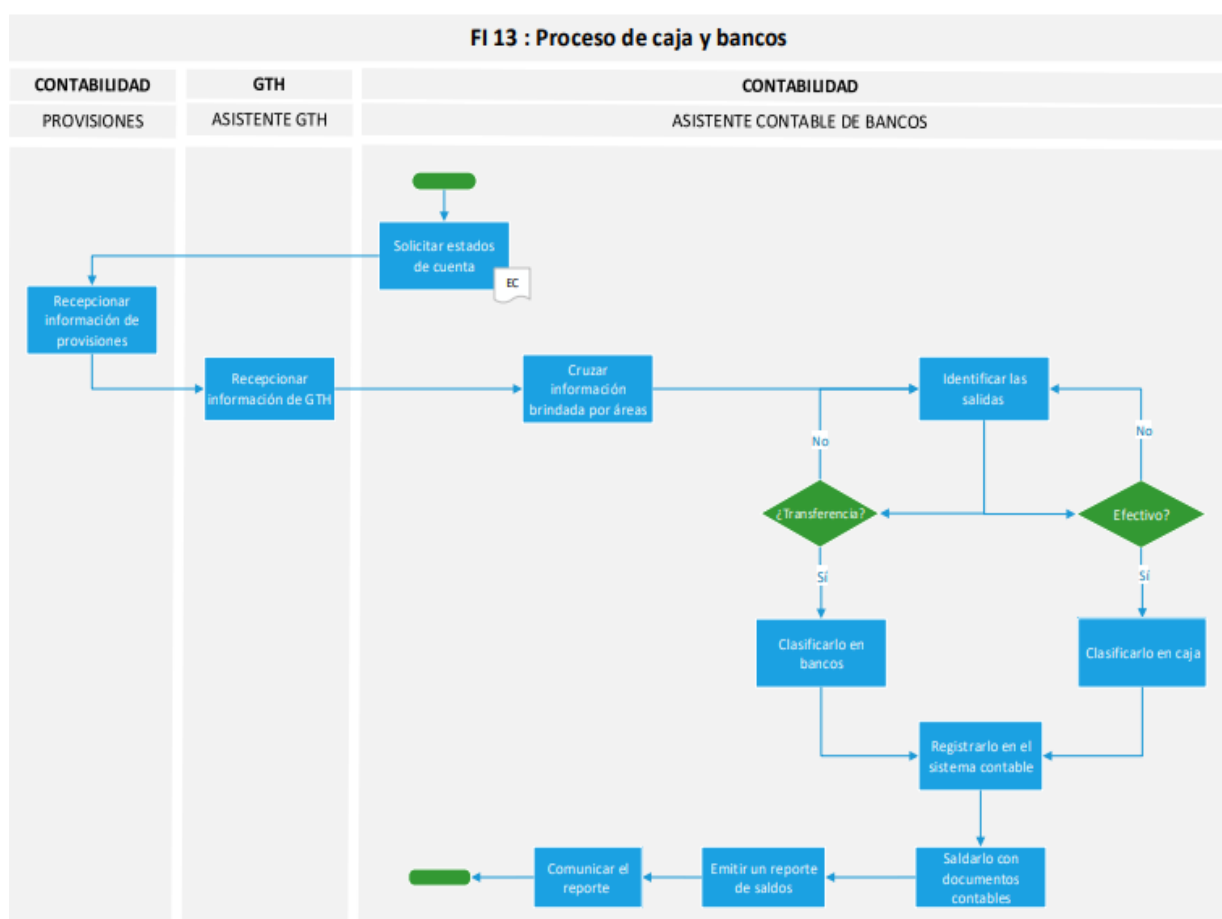 FI 13 : Proceso de caja y bancos
CONTABILIDAD
GTH
CONTABILIDAD
PROVISIONES
ASISTENTE GTH
ASISTENTE CONTABLE DE BANCOS
Solicitar estados
de cuenta
EC
Recepcionar
información de
provisiones
Recepcionar
información de GTH
Cruzar
información
brindada por áreas
Identificar las
salidas
No
No
¿Transferencia?
Efectivo?
Sí
Sí
Clasificarlo en
bancos
Clasificarlo en caja
Registrarlo en el
sistema contable
Saldarlo con
documentos
contables
Emitir un reporte
de saldos
Comunicar el
reporte